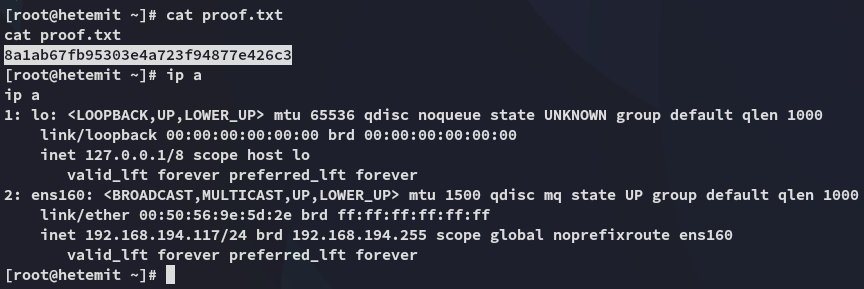 [root@hetemit ~]# cat proof.txt
cat proof.txt
8a1ab67fb95303e4a723f94877e426c3
[root@hetemit ~]# ip a
ip a
1: lo: <LOOPBACK,UP,LOWER_UP> mtu 65536 qdisc noqueue state UNKNOWN group default qlen 1000
    link/loopback 00:00:00:00:00:00 brd 00:00:00:00:00:00
    inet 127.0.0.1/8 scope host lo
       valid_lft forever preferred_lft forever
2: ens160: <BROADCAST,MULTICAST,UP,LOWER_UP> mtu 1500 qdisc mq state UP group default qlen 1000
    link/ether 00:50:56:9e:5d:2e brd ff:ff:ff:ff:ff:ff
    inet 192.168.194.117/24 brd 192.168.194.255 scope global noprefixroute ens160
       valid_lft forever preferred_lft forever
[root@hetemit ~]#